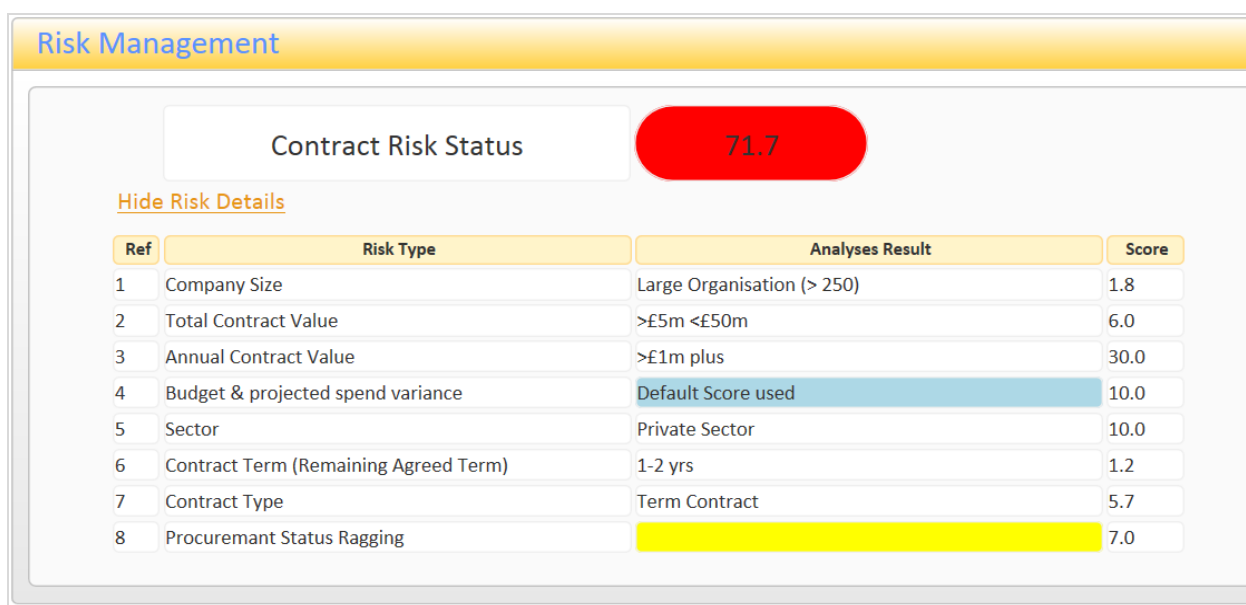 Risk Management
Contract Risk Status 71.7
Hide Risk Details
Ref Risk Type Analyses Result Score
1 Company Size Large Organisation (> 250) 1.8
2 Total Contract Value >£5m <£50m 6.0
3 Annual Contract Value >£1m plus 30.0
4 Budget & projected spend variance Default Score used 10.0
5 Sector Private Sector 10.0
6 Contract Term (Remaining Agreed Term) 1-2 yrs 1.2
7 Contract Type Term Contract 5.7
8 Procuremant Status Ragging 7.0